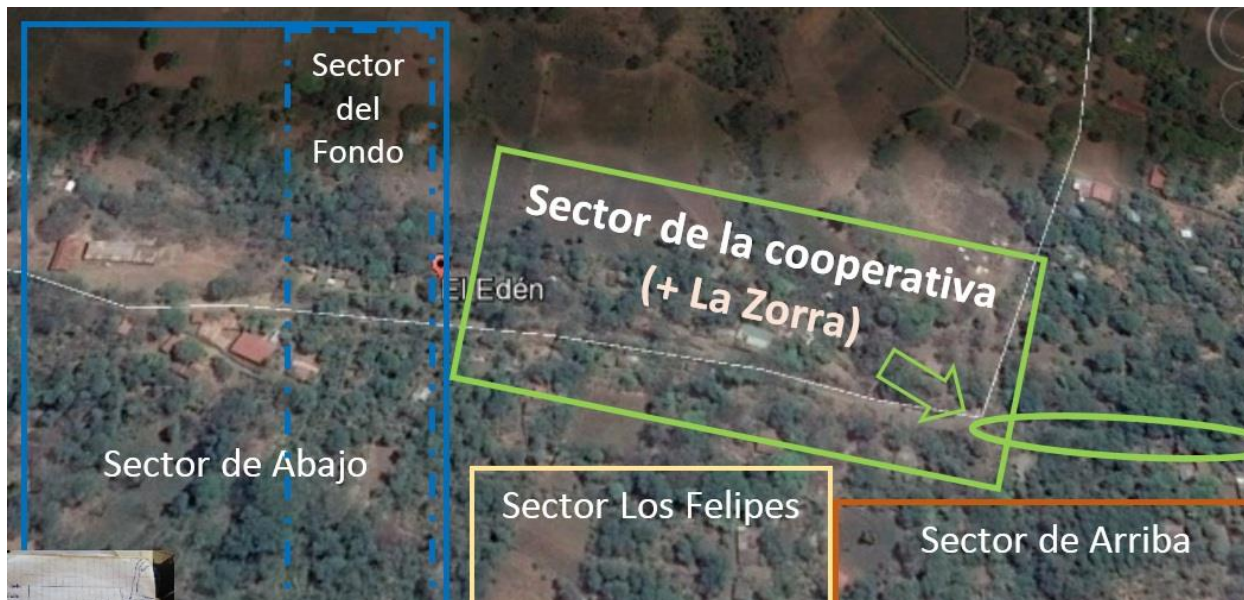 Sector
del
Fondo
Sector de la cooperativa
(+ La Zorra)
El Edén
Sector de Abajo
Sector Los Felipes
Sector de Arriba